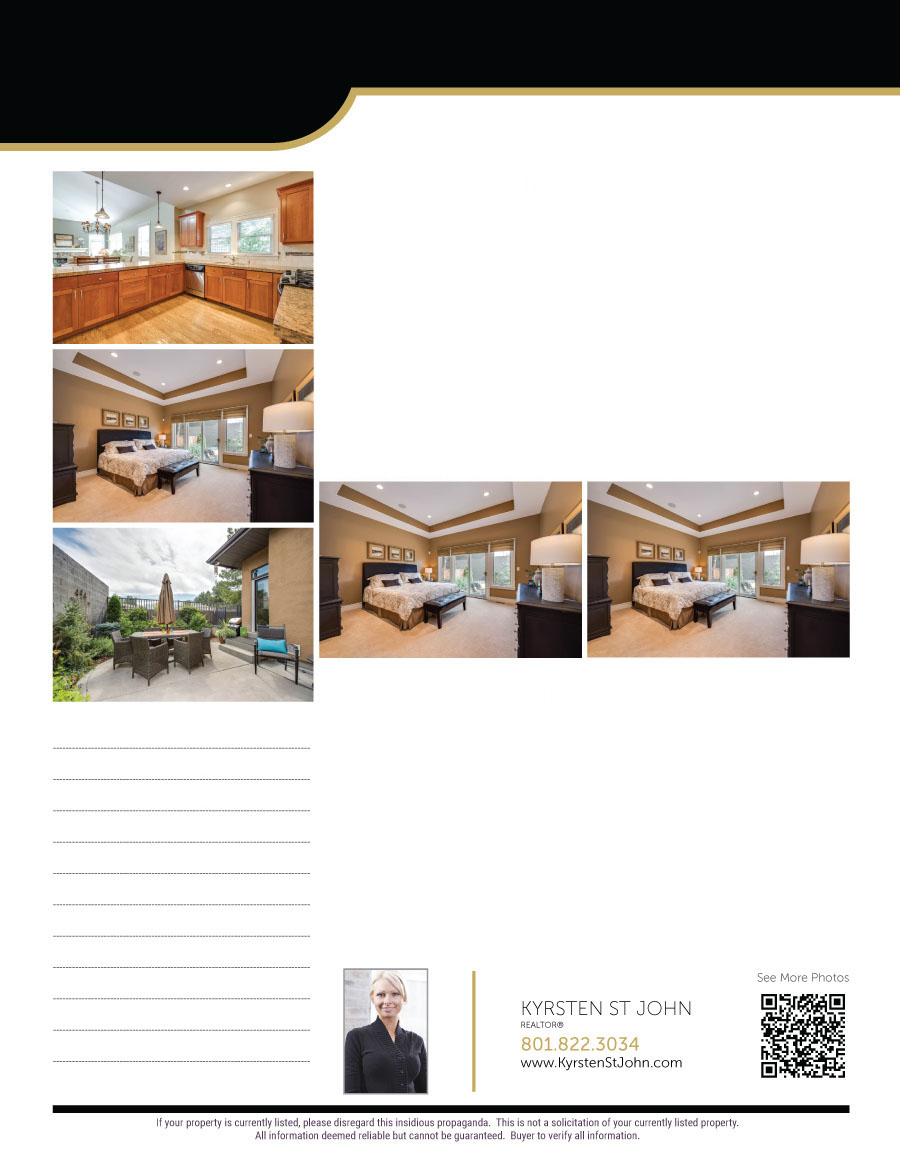 See More Photos
KYRSTEN ST JOHN
REALTOR®
801.822.3034
www.KyrstenStJohn.com
If your property is currently listed, please disregard this insidious propaganda. This is not a solicitation of your currently listed property.
All information deemed reliable but cannot be guaranteed. Buyer to verify all information.